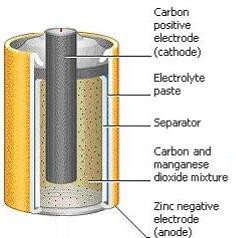 Carbon
positive
electrode
(cathode)
Electrolyte
paste
Separator
Carbon and
manganese
dioxide mixture
Zinc negative
electrode
(anode)